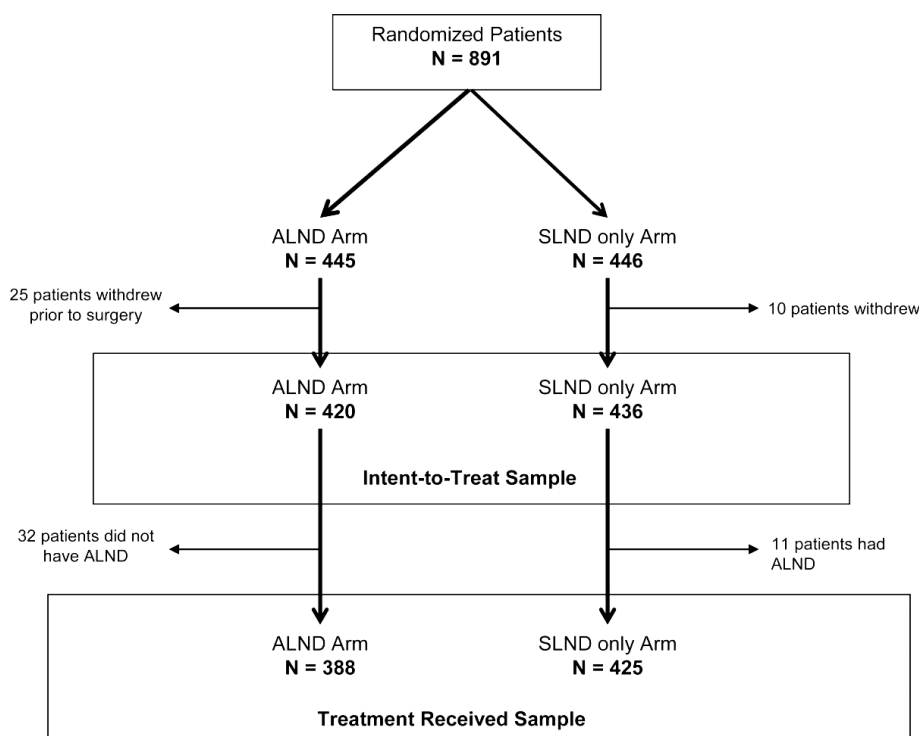 Randomized Patients
N = 891
ALND Arm
N = 445
SLND only Arm
N = 446
25 patients withdrew
prior to surgery
10 patients withdrew
ALND Arm
N = 420
SLND only Arm
N = 436
Intent-to-Treat Sample
32 patients did not
have ALND
11 patients had
ALND
ALND Arm
N = 388
SLND only Arm
N = 425
Treatment Received Sample